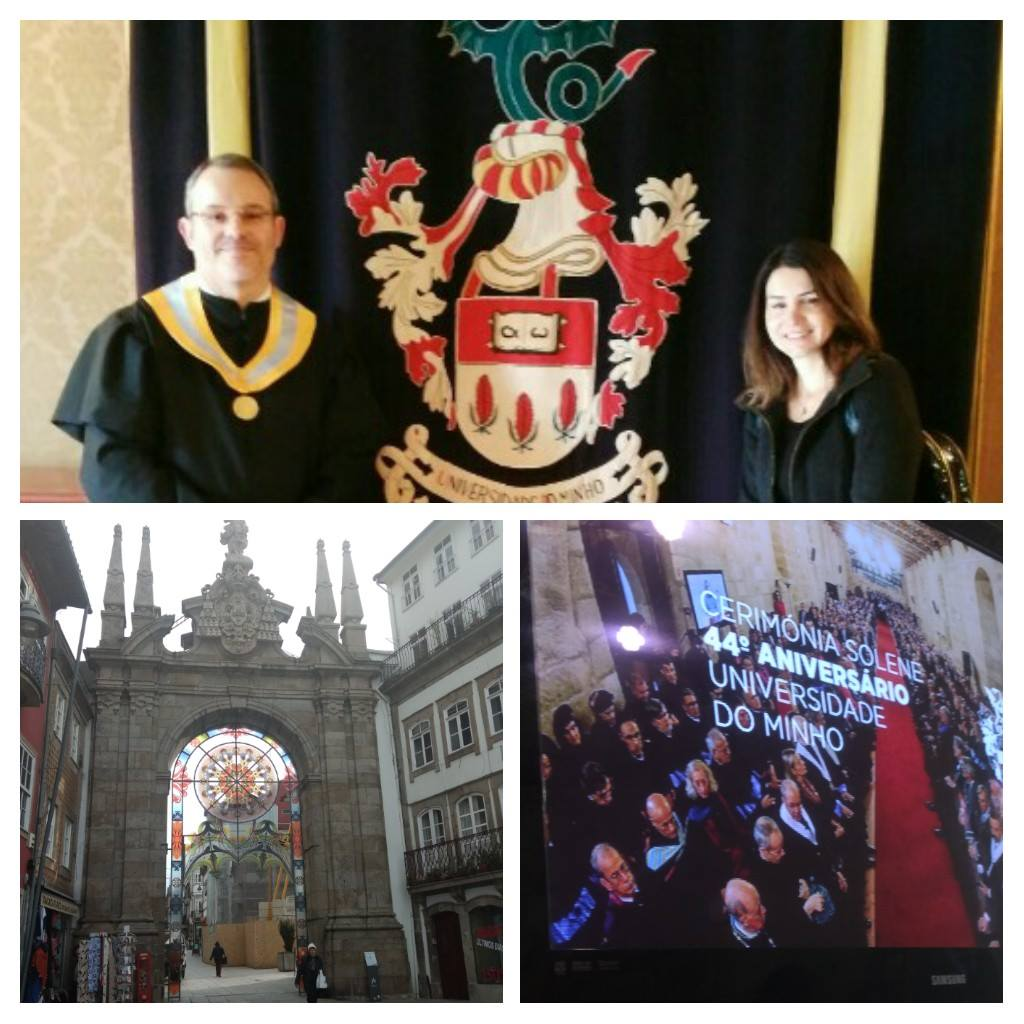 UNIVERSIDADE DO MINHO
CERIMÓNIA SOLENE
44º ANIVERSÁRIO
UNIVERSIDADE
DO MINHO
SAMSUNG